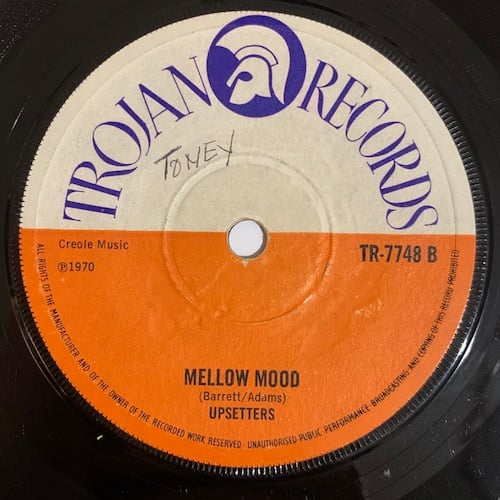 TROJAN RECORDS
TOMEY
Creole Music
℗1970
TR-7748 B
MELLOW MOOD
(Barrett/Adams)
UPSETTERS
ALL RIGHTS OF THE MANUFACTURER AND OF THE OWNER OF THE RECORDED WORK RESERVED · UNAUTHORISED PUBLIC PERFORMANCE BROADCASTING AND COPYING OF THIS RECORD PROHIBITED